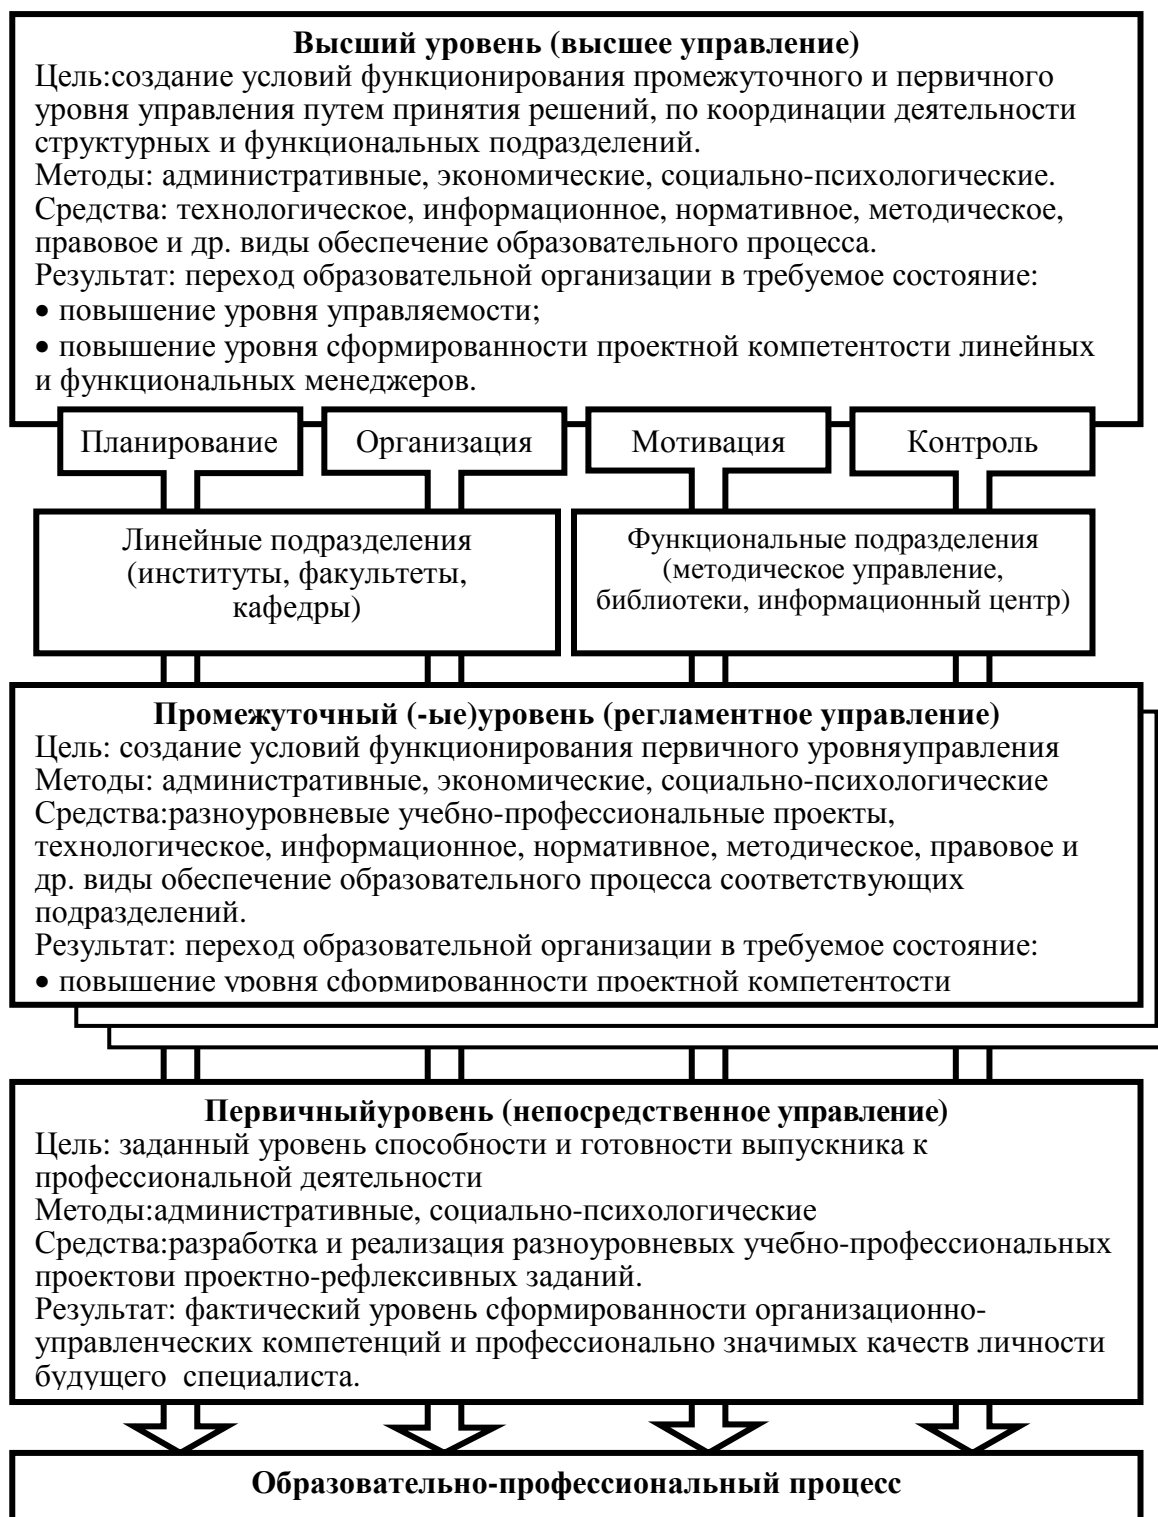 Высший уровень (высшее управление)
Цель:создание условий функционирования промежуточного и первичного
уровня управления путем принятия решений, по координации деятельности
структурных и функциональных подразделений.
Методы: административные, экономические, социально-психологические.
Средства: технологическое, информационное, нормативное, методическое,
правовое и др. виды обеспечение образовательного процесса.
Результат: переход образовательной организации в требуемое состояние:
• повышение уровня управляемости;
• повышение уровня сформированности проектной компетентости линейных
и функциональных менеджеров.
Планирование
Организация
Мотивация
Контроль
Линейные подразделения
(институты, факультеты,
кафедры)
Функциональные подразделения
(методическое управление,
библиотеки, информационный центр)
Промежуточный (-ые)уровень (регламентное управление)
Цель: создание условий функционирования первичного уровняуправления
Методы: административные, экономические, социально-психологические
Средства:разноуровневые учебно-профессиональные проекты,
технологическое, информационное, нормативное, методическое, правовое и
др. виды обеспечение образовательного процесса соответствующих
подразделений.
Результат: переход образовательной организации в требуемое состояние:
• повышение уровня сформированности проектной компетентости
Первичныйуровень (непосредственное управление)
Цель: заданный уровень способности и готовности выпускника к
профессиональной деятельности
Методы:административные, социально-психологические
Средства:разработка и реализация разноуровневых учебно-профессиональных
проектови проектно-рефлексивных заданий.
Результат: фактический уровень сформированности организационно-
управленческих компетенций и профессионально значимых качеств личности
будущего специалиста.
Образовательно-профессиональный процесс